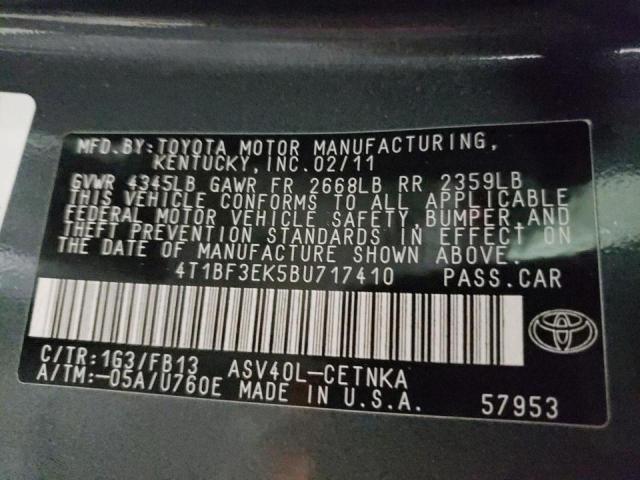 MFD.BY:TOYOTA MOTOR MANUFACTURING,
KENTUCKY,INC.02/11
GVWR 4345LB GAWR FR 2668LB RR 2359LB
THIS VEHICLE CONFORMS TO ALL APPLICABLE
FEDERAL MOTOR VEHICLE SAFETY,BUMPER,AND
THEFT PREVENTION STANDARDS IN EFFECT ON
THE DATE OF MANUFACTURE SHOWN ABOVE.
4T1BF3EK5BU717410 PASS.CAR
C/TR:1G3/FB13 ASV40L-CETNKA
A/TM:-05A/U760E MADE IN U.S.A. 57953